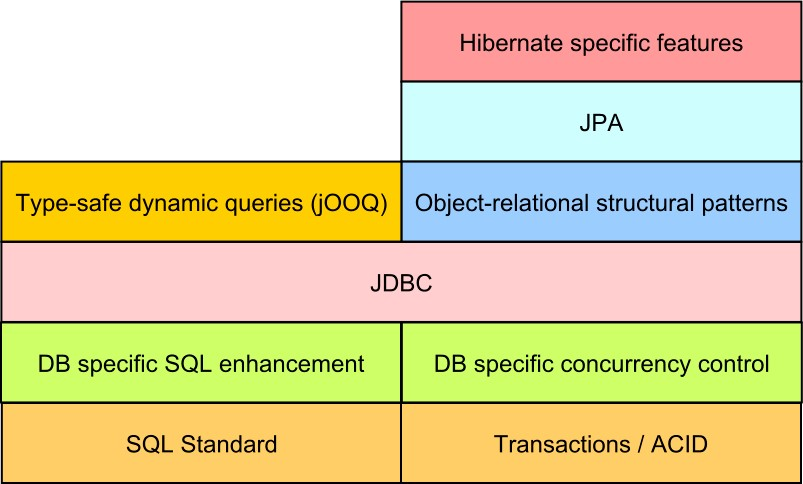 Hibernate specific features
JPA
Type-safe dynamic queries (jOOQ)
Object-relational structural patterns
JDBC
DB specific SQL enhancement
DB specific concurrency control
SQL Standard
Transactions / ACID